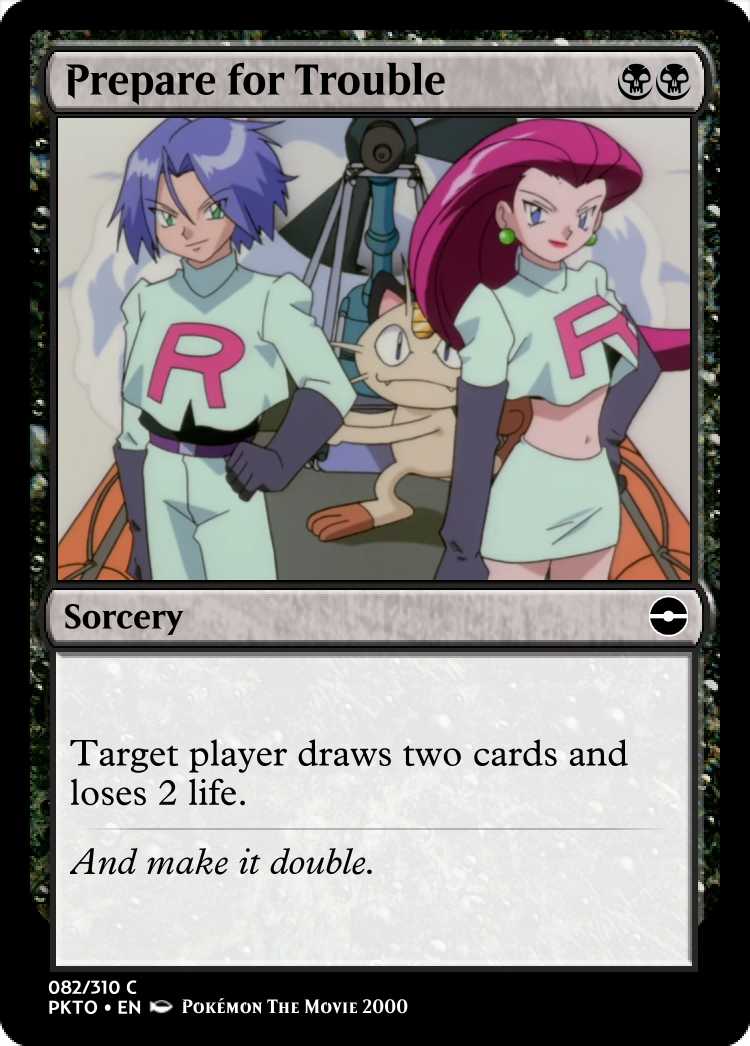 Prepare for Trouble
R
R
Sorcery
Target player draws two cards and
loses 2 life.
And make it double.
082/310 C
PKTO • EN Pokémon The Movie 2000